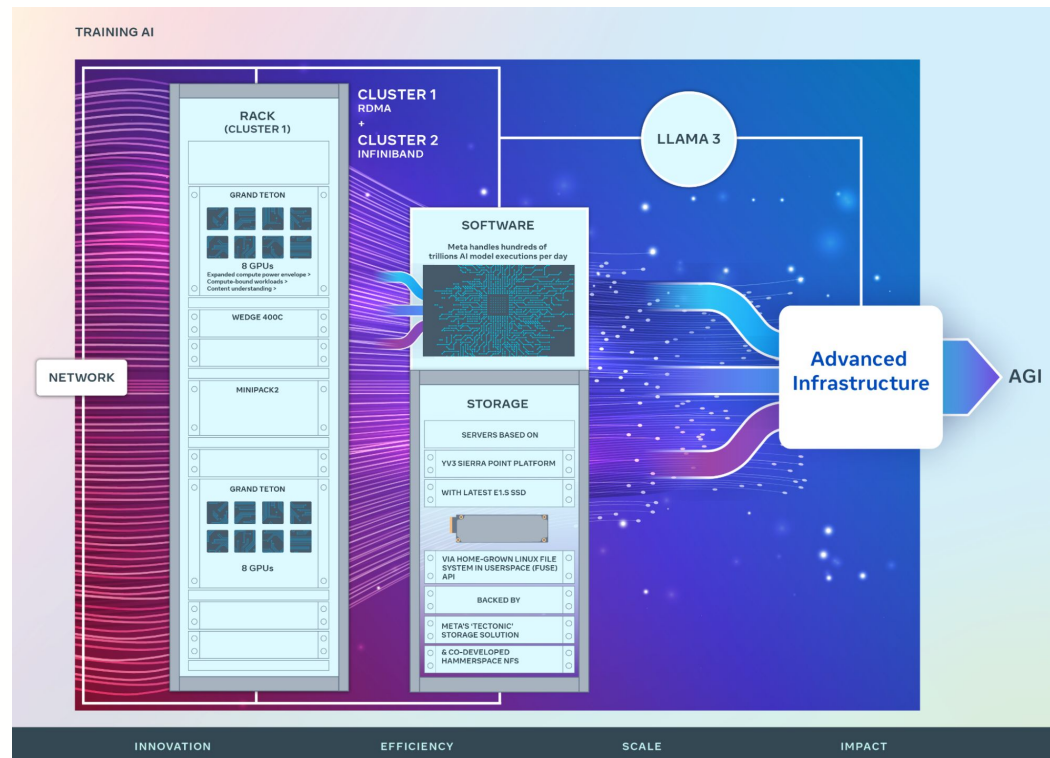 TRAINING AI
NETWORK
RACK
(CLUSTER 1)
GRAND TETON
8 GPUs
Expanded compute power envelope >
Compute-bound workloads >
Content understanding >
WEDGE 400C
MINIPACK2
GRAND TETON
8 GPUs
CLUSTER 1
RDMA
+
CLUSTER 2
INFINIBAND
SOFTWARE
Meta handles hundreds of
trillions AI model executions per day
STORAGE
SERVERS BASED ON
YV3 SIERRA POINT PLATFORM
WITH LATEST E1.S SSD
VIA HOME-GROWN LINUX FILE
SYSTEM IN USERSPACE (FUSE)
API
BACKED BY
META'S 'TECTONIC'
STORAGE SOLUTION
& CO-DEVELOPED
HAMMERSPACE NFS
LLAMA 3
Advanced
Infrastructure
AGI
INNOVATION
EFFICIENCY
SCALE
IMPACT